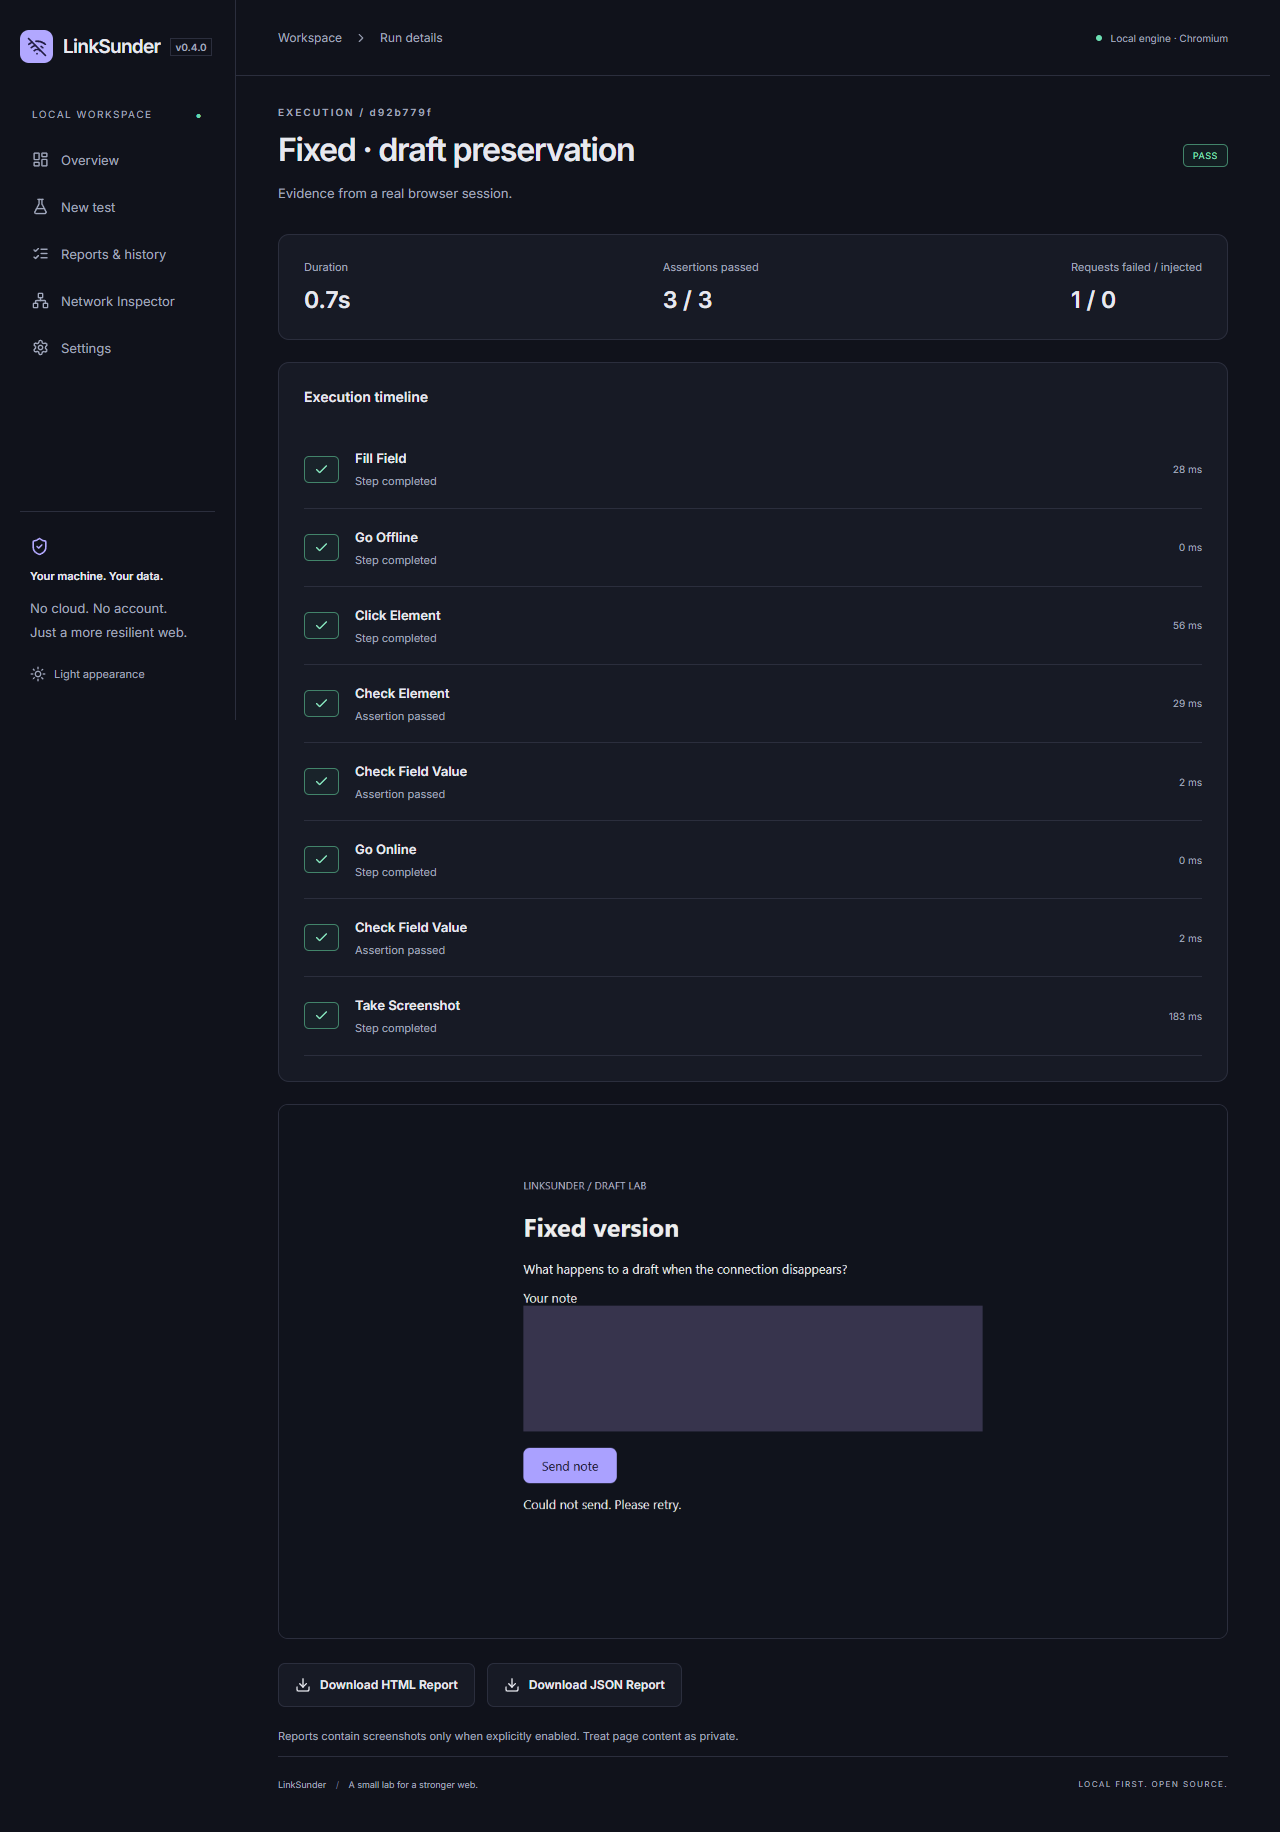 LinkSunder v0.4.0
LOCAL WORKSPACE
Overview
New test
Reports & history
Network Inspector
Settings
Your machine. Your data.
No cloud. No account.
Just a more resilient web.
Light appearance
Workspace > Run details
Local engine · Chromium
EXECUTION / d92b779f
Fixed · draft preservation
PASS
Evidence from a real browser session.
Duration
0.7s
Assertions passed
3 / 3
Requests failed / injected
1 / 0
Execution timeline
Fill Field
Step completed
28 ms
Go Offline
Step completed
0 ms
Click Element
Step completed
56 ms
Check Element
Assertion passed
29 ms
Check Field Value
Assertion passed
2 ms
Go Online
Step completed
0 ms
Check Field Value
Assertion passed
2 ms
Take Screenshot
Step completed
183 ms
LINKSUNDER / DRAFT LAB
Fixed version
What happens to a draft when the connection disappears?
Your note
Send note
Could not send. Please retry.
Download HTML Report
Download JSON Report
Reports contain screenshots only when explicitly enabled. Treat page content as private.
LinkSunder / A small lab for a stronger web.
LOCAL FIRST. OPEN SOURCE.